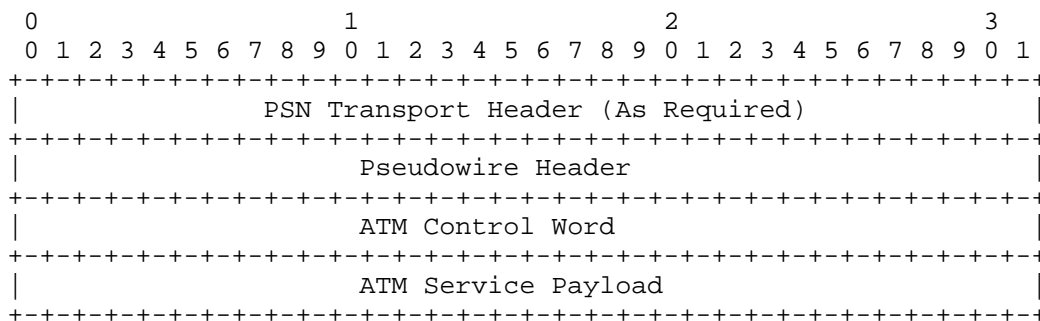 0                   1                   2                   3
 0 1 2 3 4 5 6 7 8 9 0 1 2 3 4 5 6 7 8 9 0 1 2 3 4 5 6 7 8 9 0 1
+-+-+-+-+-+-+-+-+-+-+-+-+-+-+-+-+-+-+-+-+-+-+-+-+-+-+-+-+-+-+-+-+
|               PSN Transport Header (As Required)              |
+-+-+-+-+-+-+-+-+-+-+-+-+-+-+-+-+-+-+-+-+-+-+-+-+-+-+-+-+-+-+-+-+
|                     Pseudowire Header                         |
+-+-+-+-+-+-+-+-+-+-+-+-+-+-+-+-+-+-+-+-+-+-+-+-+-+-+-+-+-+-+-+-+
|                     ATM Control Word                          |
+-+-+-+-+-+-+-+-+-+-+-+-+-+-+-+-+-+-+-+-+-+-+-+-+-+-+-+-+-+-+-+-+
|                     ATM Service Payload                       |
+-+-+-+-+-+-+-+-+-+-+-+-+-+-+-+-+-+-+-+-+-+-+-+-+-+-+-+-+-+-+-+-+